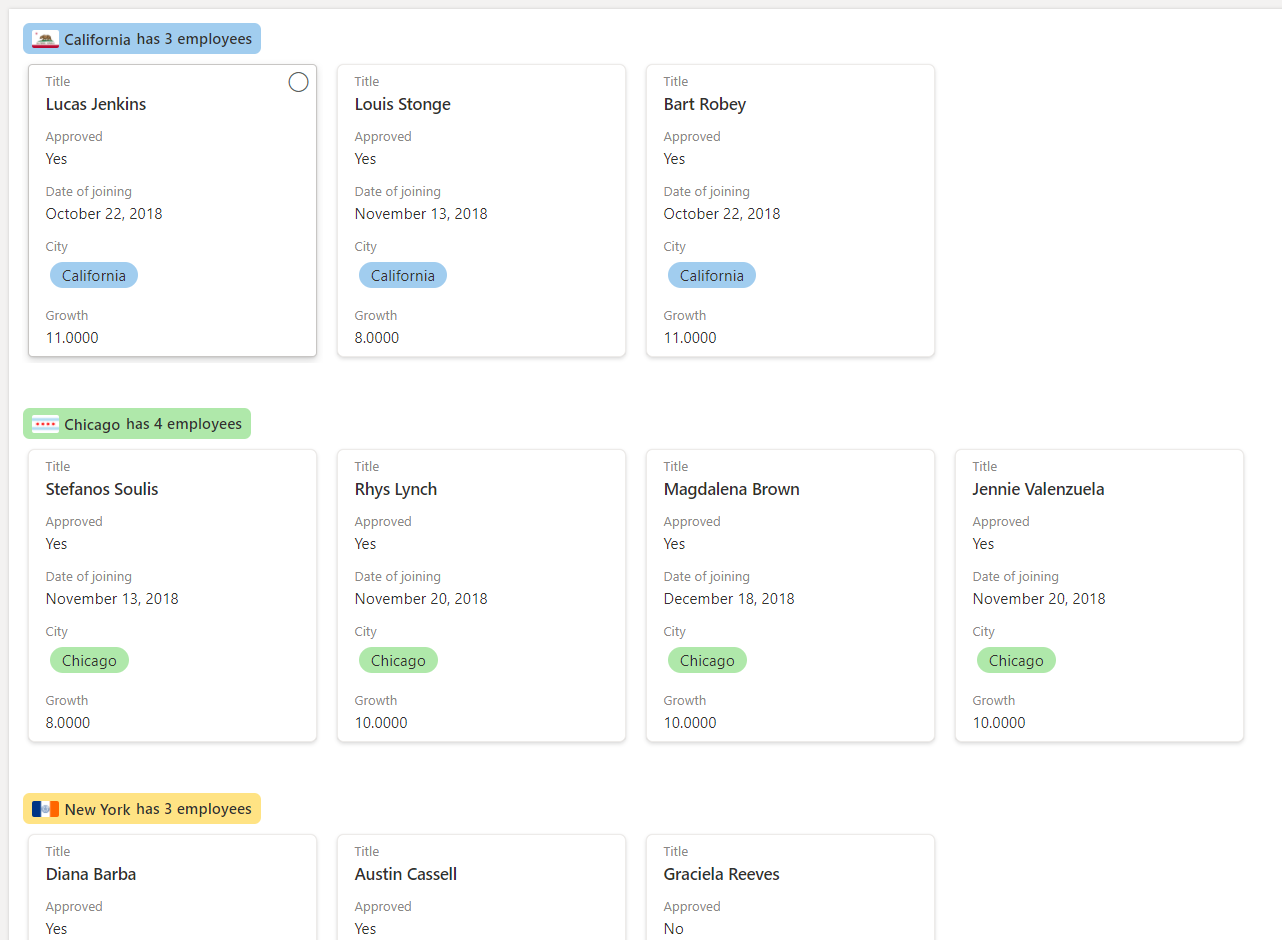 California has 3 employees
Title
Lucas Jenkins
Approved
Yes
Date of joining
October 22, 2018
City
California
Growth
11.0000
Title
Louis Stonge
Approved
Yes
Date of joining
November 13, 2018
City
California
Growth
8.0000
Title
Bart Robey
Approved
Yes
Date of joining
October 22, 2018
City
California
Growth
11.0000
Chicago has 4 employees
Title
Stefanos Soulis
Approved
Yes
Date of joining
November 13, 2018
City
Chicago
Growth
8.0000
Title
Rhys Lynch
Approved
Yes
Date of joining
November 20, 2018
City
Chicago
Growth
10.0000
Title
Magdalena Brown
Approved
Yes
Date of joining
December 18, 2018
City
Chicago
Growth
10.0000
Title
Jennie Valenzuela
Approved
Yes
Date of joining
November 20, 2018
City
Chicago
Growth
10.0000
New York has 3 employees
Title
Diana Barba
Approved
Yes
Title
Austin Cassell
Approved
Yes
Title
Graciela Reeves
Approved
No